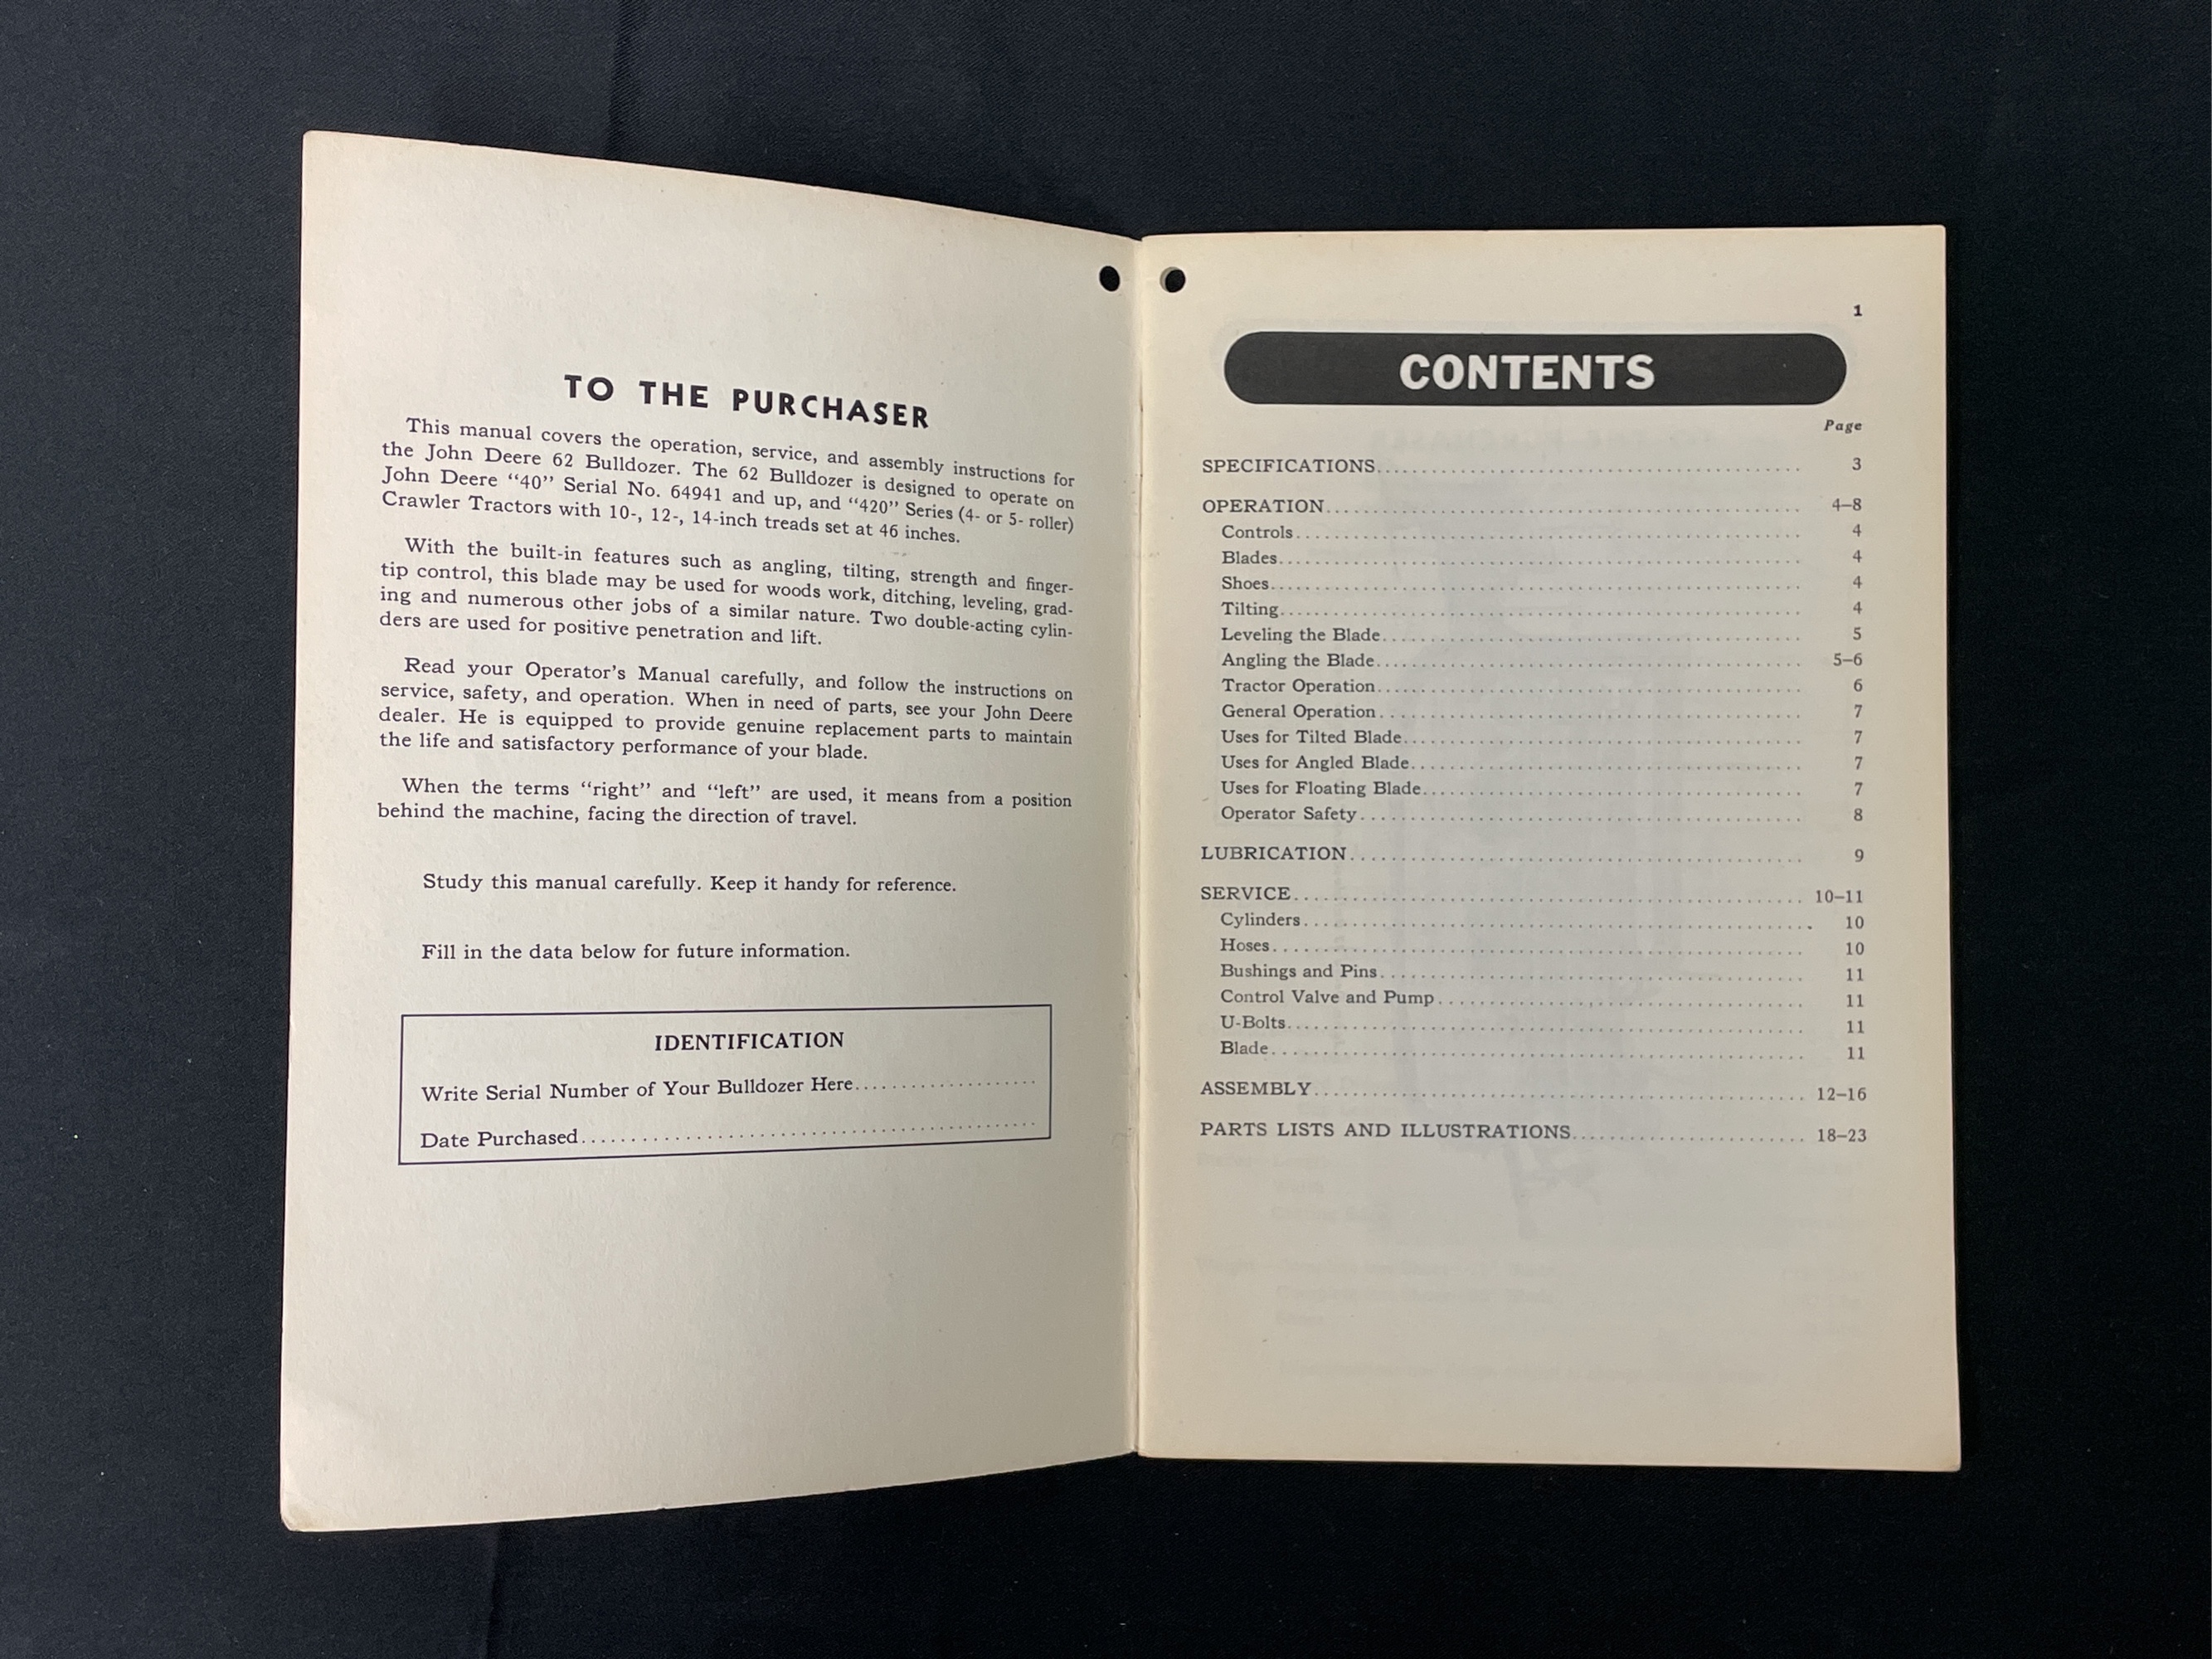 TO THE PURCHASER
This manual covers the operation, service, and assembly instructions for
the John Deere 62 Bulldozer. The 62 Bulldozer is designed to operate on
John Deere “40” Serial No. 64941 and up, and “420” Series (4- or 5- roller)
Crawler Tractors with 10-, 12-, 14-inch treads set at 46 inches.
With the built-in features such as angling, tilting, strength and finger-
tip control, this blade may be used for woods work, ditching, leveling, grad-
ing and numerous other jobs of a similar nature. Two double-acting cylin-
ders are used for positive penetration and lift.
Read your Operator’s Manual carefully, and follow the instructions on
service, safety, and operation. When in need of parts, see your John Deere
dealer. He is equipped to provide genuine replacement parts to maintain
the life and satisfactory performance of your blade.
When the terms “right” and “left” are used, it means from a position
behind the machine, facing the direction of travel.
Study this manual carefully. Keep it handy for reference.
Fill in the data below for future information.
IDENTIFICATION
Write Serial Number of Your Bulldozer Here....................
Date Purchased..................................................
1
CONTENTS
Page
SPECIFICATIONS........................................ 3
OPERATION........................................ 4–8
Controls........................................ 4
Blades........................................ 4
Shoes........................................ 4
Tilting........................................ 4
Leveling the Blade........................................ 5
Angling the Blade........................................ 5–6
Tractor Operation........................................ 6
General Operation........................................ 7
Uses for Tilted Blade........................................ 7
Uses for Angled Blade........................................ 7
Uses for Floating Blade........................................ 7
Operator Safety........................................ 8
LUBRICATION........................................ 9
SERVICE........................................ 10–11
Cylinders........................................ 10
Hoses........................................ 10
Bushings and Pins........................................ 11
Control Valve and Pump........................................ 11
U-Bolts........................................ 11
Blade........................................ 11
ASSEMBLY........................................ 12–16
PARTS LISTS AND ILLUSTRATIONS........................ 18–23